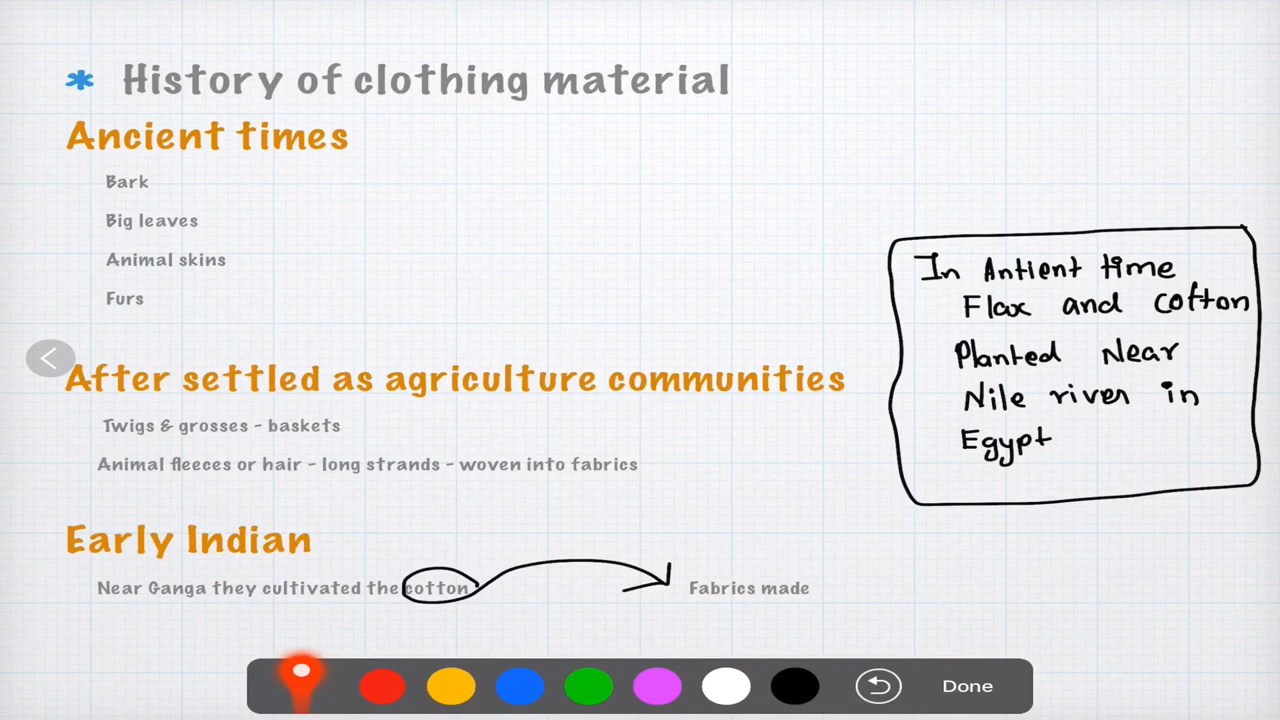 * History of clothing material
Ancient times
Bark
Big leaves
Animal skins
Furs
After settled as agriculture communities
Twigs & grosses - baskets
Animal fleeces or hair - long strands - woven into fabrics
Early Indian
Near Ganga they cultivated the cotton
Fabrics made
In Antient time
Flax and cotton
Planted Near
Nile river in
Egypt
Done